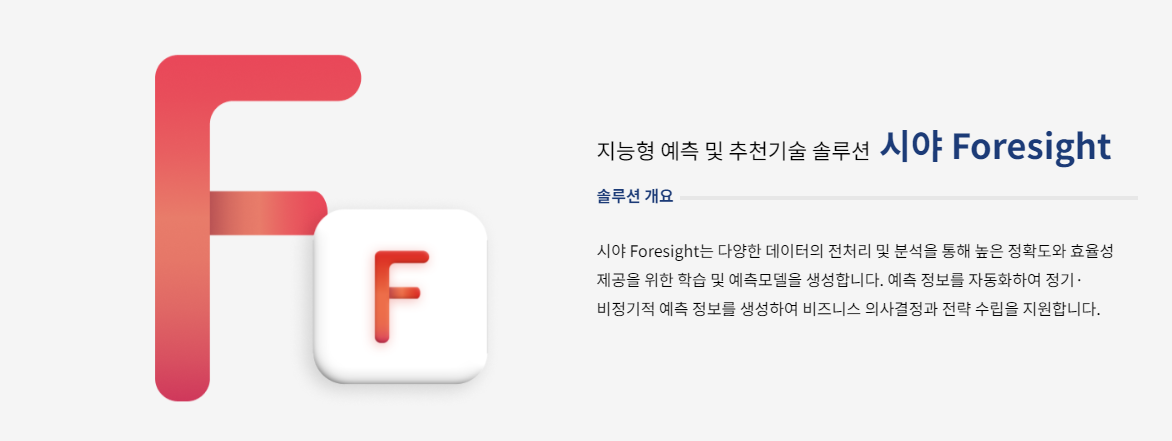 F
F
지능형 예측 및 추천기술 솔루션 시야 Foresight
솔루션 개요
시야 Foresight는 다양한 데이터의 전처리 및 분석을 통해 높은 정확도와 효율성
제공을 위한 학습 및 예측모델을 생성합니다. 예측 정보를 자동화하여 정기·
비정기적 예측 정보를 생성하여 비즈니스 의사결정과 전략 수립을 지원합니다.